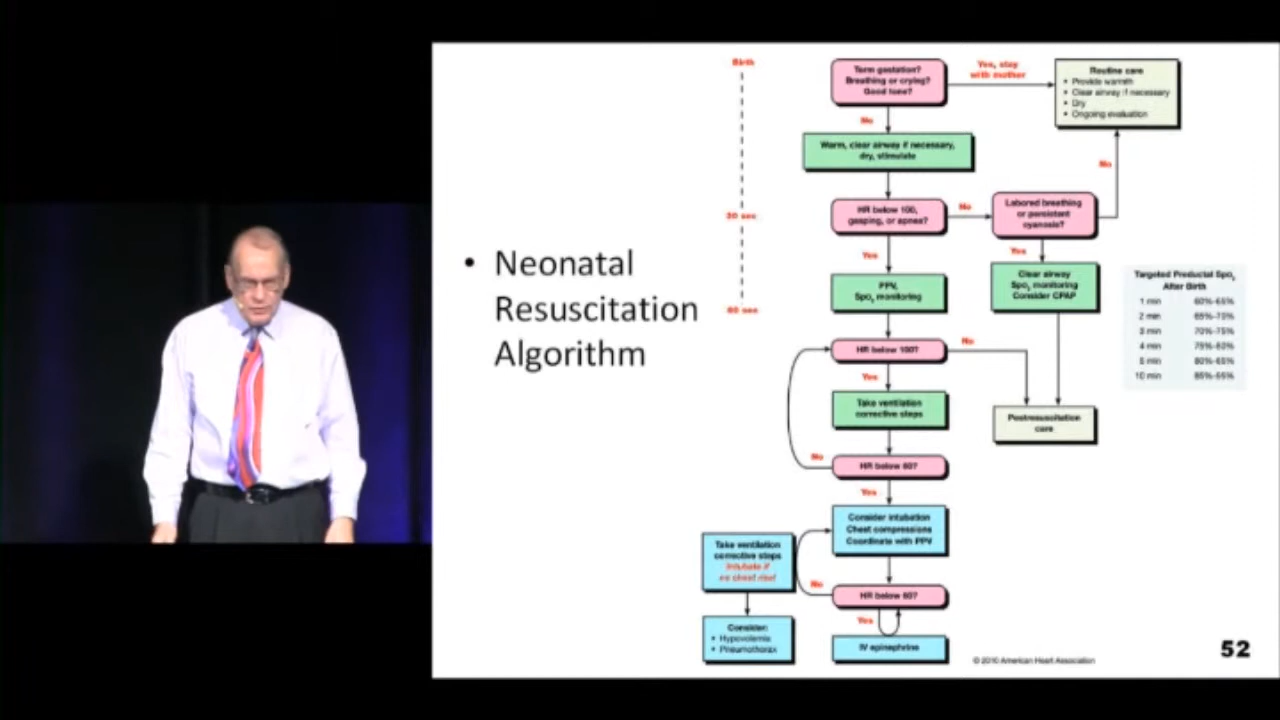 • Neonatal
Resuscitation
Algorithm
Birth
30 sec
60 sec
Term gestation?
Breathing or crying?
Good tone?
Yes, stay
with mother
Routine care
• Provide warmth
• Clear airway if necessary
• Dry
• Ongoing evaluation
No
Warm, clear airway if necessary,
dry, stimulate
HR below 100,
gasping, or apnea?
No
Labored breathing
or persistent
cyanosis?
No
Yes
Yes
PPV,
Spo₂ monitoring
Clear airway
Spo₂ monitoring
Consider CPAP
Targeted Preductal Spo₂
After Birth
1 min 60%-65%
2 min 65%-70%
3 min 70%-75%
4 min 75%-80%
5 min 80%-85%
10 min 85%-95%
HR below 100?
No
Yes
Take ventilation
corrective steps
Postresuscitation
care
No
HR below 60?
Yes
Consider intubation
Chest compressions
Coordinate with PPV
Take ventilation
corrective steps
Intubate if
no chest rise!
No
HR below 60?
Yes
Consider:
• Hypovolemia
• Pneumothorax
IV epinephrine
© 2010 American Heart Association
52